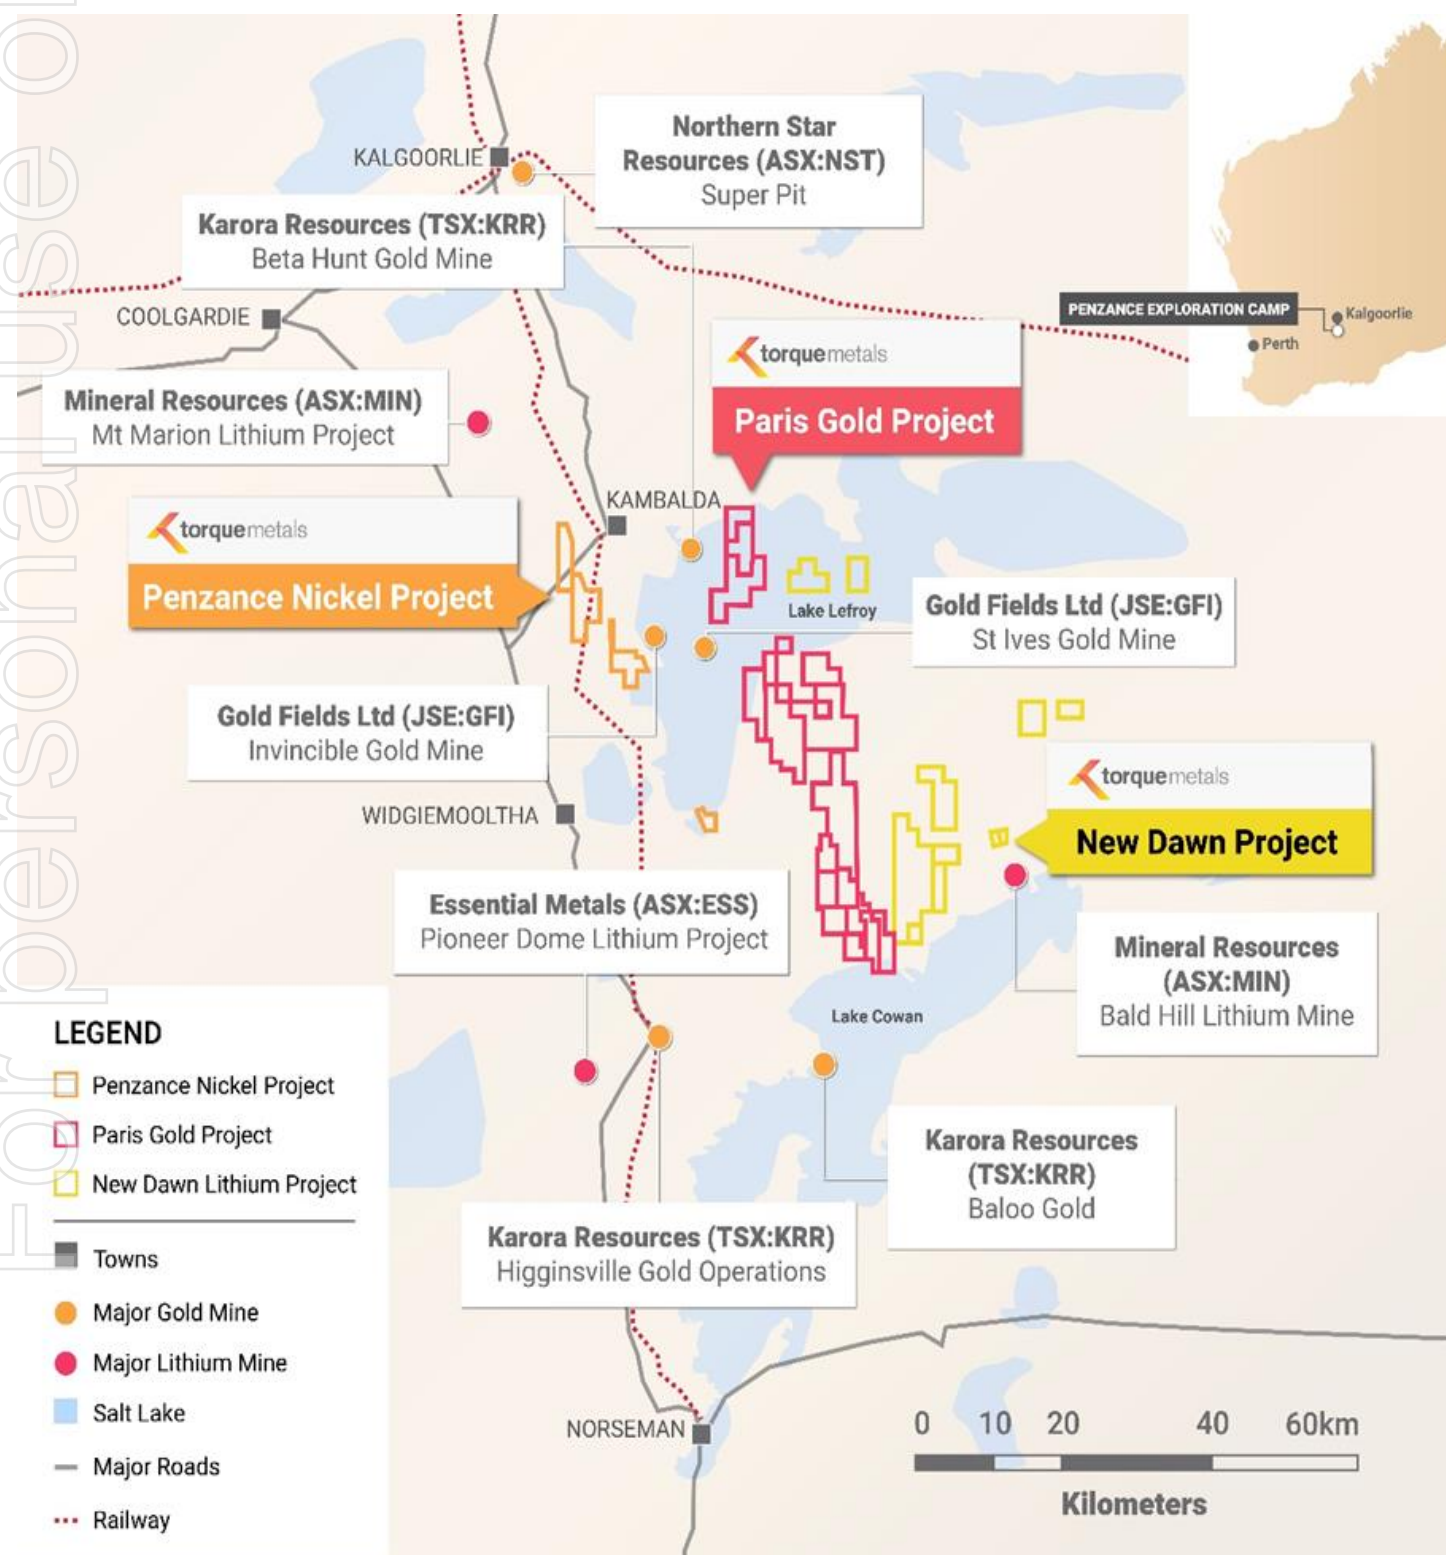 For personal use o
KALGOORLIE
Northern Star
Resources (ASX:NST)
Super Pit
Karora Resources (TSX:KRR)
Beta Hunt Gold Mine
COOLGARDIE
PENZANCE EXPLORATION CAMP
Kalgoorlie
Perth
torquemetals
Paris Gold Project
Mineral Resources (ASX:MIN)
Mt Marion Lithium Project
KAMBALDA
torquemetals
Penzance Nickel Project
Lake Lefroy
Gold Fields Ltd (JSE:GFI)
St Ives Gold Mine
Gold Fields Ltd (JSE:GFI)
Invincible Gold Mine
torquemetals
New Dawn Project
WIDGIEMOOLTHA
Essential Metals (ASX:ESS)
Pioneer Dome Lithium Project
Mineral Resources
(ASX:MIN)
Bald Hill Lithium Mine
Lake Cowan
Karora Resources
(TSX:KRR)
Baloo Gold
Karora Resources (TSX:KRR)
Higginsville Gold Operations
NORSEMAN
LEGEND
Penzance Nickel Project
Paris Gold Project
New Dawn Lithium Project
Towns
Major Gold Mine
Major Lithium Mine
Salt Lake
Major Roads
Railway
0 10 20 40 60km
Kilometers